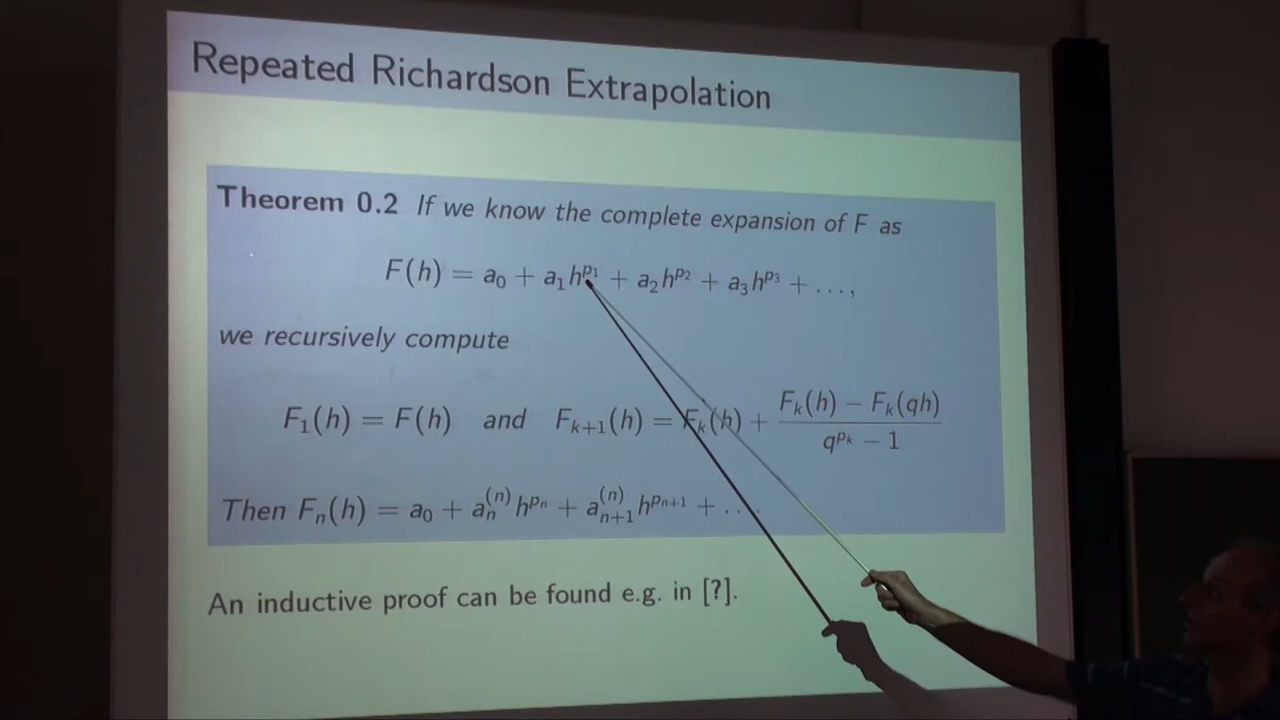 Repeated Richardson Extrapolation
Theorem 0.2 If we know the complete expansion of F as
F(h) = a₀ + a₁h^{p₁} + a₂h^{p₂} + a₃h^{p₃} + ...,
we recursively compute
F₁(h) = F(h) and F_{k+1}(h) = F_k(h) + \frac{F_k(h) − F_k(qh)}{q^{p_k} − 1}
Then F_n(h) = a₀ + a_n^{(n)} h^{p_n} + a_{n+1}^{(n)} h^{p_{n+1}} + ...
An inductive proof can be found e.g. in [?].